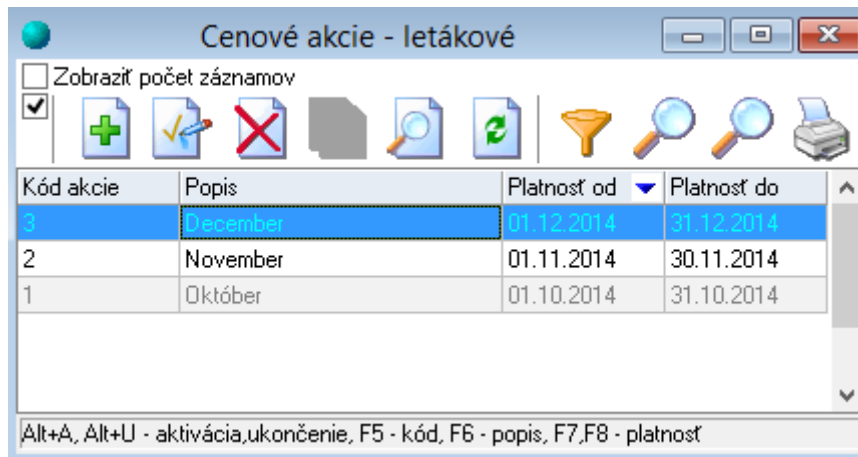 Cenové akcie - letákové
Zobraziť počet záznamov
Kód akcie Popis Platnosť od Platnosť do
3 December 01.12.2014 31.12.2014
2 November 01.11.2014 30.11.2014
1 Október 01.10.2014 31.10.2014
Alt+A, Alt+U - aktivácia,ukončenie, F5 - kód, F6 - popis, F7,F8 - platnosť